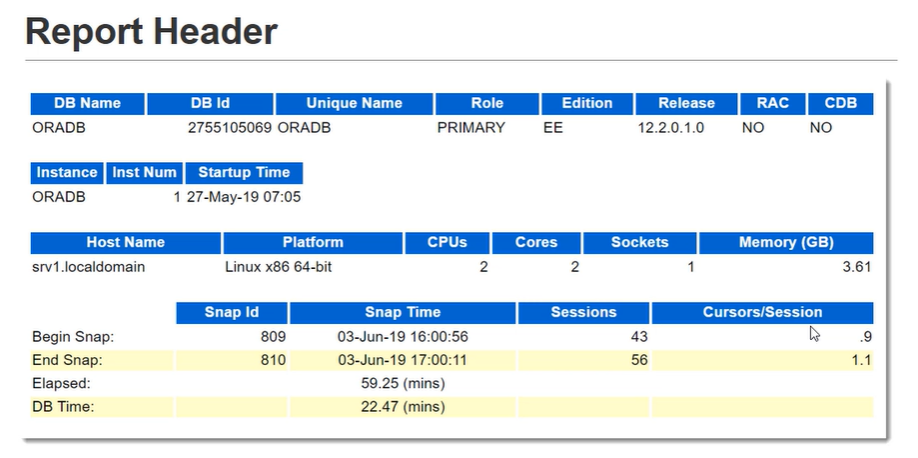 Report Header
DB Name DB Id Unique Name Role Edition Release RAC CDB
ORADB 2755105069 ORADB PRIMARY EE 12.2.0.1.0 NO NO
Instance Inst Num Startup Time
ORADB 1 27-May-19 07:05
Host Name Platform CPUs Cores Sockets Memory (GB)
srv1.localdomain Linux x86 64-bit 2 2 1 3.61
Snap Id Snap Time Sessions Cursors/Session
Begin Snap: 809 03-Jun-19 16:00:56 43 .9
End Snap: 810 03-Jun-19 17:00:11 56 1.1
Elapsed: 59.25 (mins)
DB Time: 22.47 (mins)